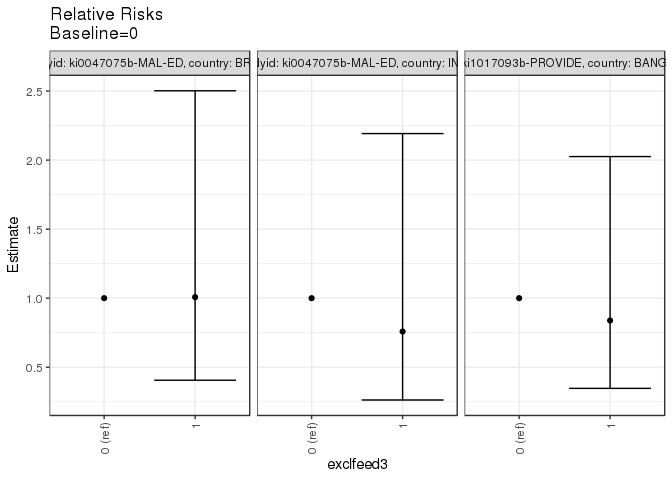 Relative Risks
Baseline=0
yid: ki0047075b-MAL-ED, country: BR
dyid: ki0047075b-MAL-ED, country: IN
ki1017093b-PROVIDE, country: BANG
2.5
2.0
1.5
1.0
0.5
Estimate
0 (ref)
1
0 (ref)
1
0 (ref)
1
exclfeed3